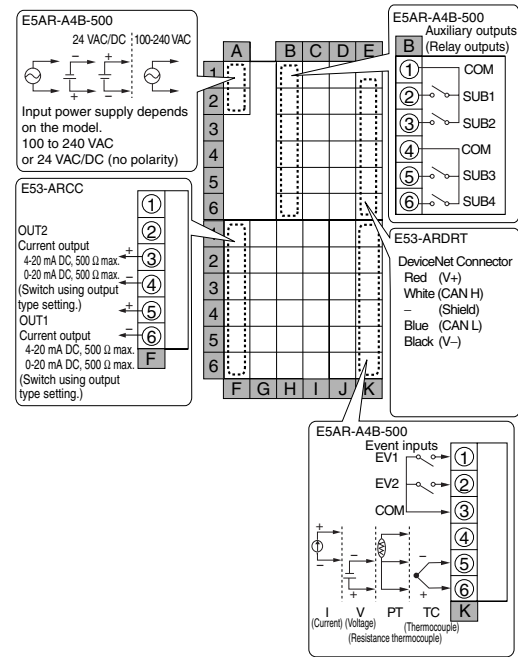 E5AR-A4B-500
24 VAC/DC 100-240 VAC
Input power supply depends
on the model.
100 to 240 VAC
or 24 VAC/DC (no polarity)
A B C D E
1
2
3
4
5
6
1
2
3
4
5
6
F G H I J K
E5AR-A4B-500
Auxiliary outputs
(Relay outputs)
B
① COM
② SUB1
③ SUB2
④ COM
⑤ SUB3
⑥ SUB4
E53-ARCC
①
②
③
④
⑤
⑥
F
OUT2
Current output
4-20 mA DC, 500 Ω max.
0-20 mA DC, 500 Ω max.
(Switch using output
type setting.)
OUT1
Current output
4-20 mA DC, 500 Ω max.
0-20 mA DC, 500 Ω max.
(Switch using output
type setting.)
+
−
+
−
E53-ARDRT
DeviceNet Connector
Red (V+)
White (CAN H)
– (Shield)
Blue (CAN L)
Black (V–)
E5AR-A4B-500
Event inputs
EV1 ①
EV2 ②
COM ③
④
⑤
⑥
K
I V PT TC
(Current) (Voltage) (Thermocouple)
(Resistance thermocouple)